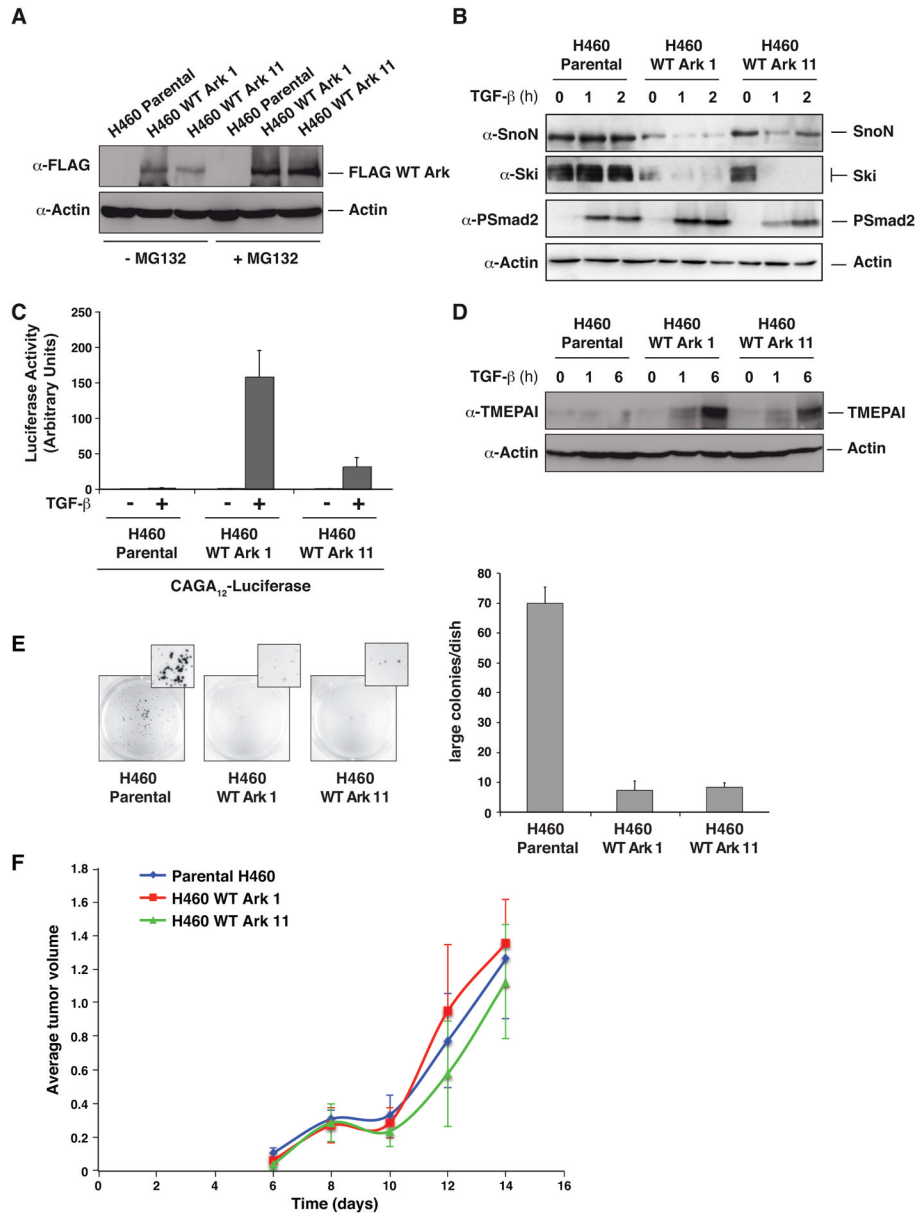 A
H460 Parental
H460 WT Ark 1
H460 WT Ark 11
H460 Parental
H460 WT Ark 1
H460 WT Ark 11
α-FLAG
FLAG WT Ark
α-Actin
Actin
- MG132
+ MG132
B
H460 Parental
H460 WT Ark 1
H460 WT Ark 11
TGF-β (h)
0 1 2 0 1 2 0 1 2
α-SnoN
SnoN
α-Ski
Ski
α-PSmad2
PSmad2
α-Actin
Actin
C
Luciferase Activity
(Arbitrary Units)
250
200
150
100
50
0
TGF-β
- + - + - +
H460 Parental
H460 WT Ark 1
H460 WT Ark 11
CAGA12-Luciferase
D
H460 Parental
H460 WT Ark 1
H460 WT Ark 11
TGF-β (h)
0 1 6 0 1 6 0 1 6
α-TMEPAI
TMEPAI
α-Actin
Actin
E
H460 Parental
H460 WT Ark 1
H460 WT Ark 11
large colonies/dish
80
70
60
50
40
30
20
10
0
H460 Parental
H460 WT Ark 1
H460 WT Ark 11
F
Parental H460
H460 WT Ark 1
H460 WT Ark 11
Average tumor volume
1.8
1.6
1.4
1.2
1.0
0.8
0.6
0.4
0.2
0
0 2 4 6 8 10 12 14 16
Time (days)